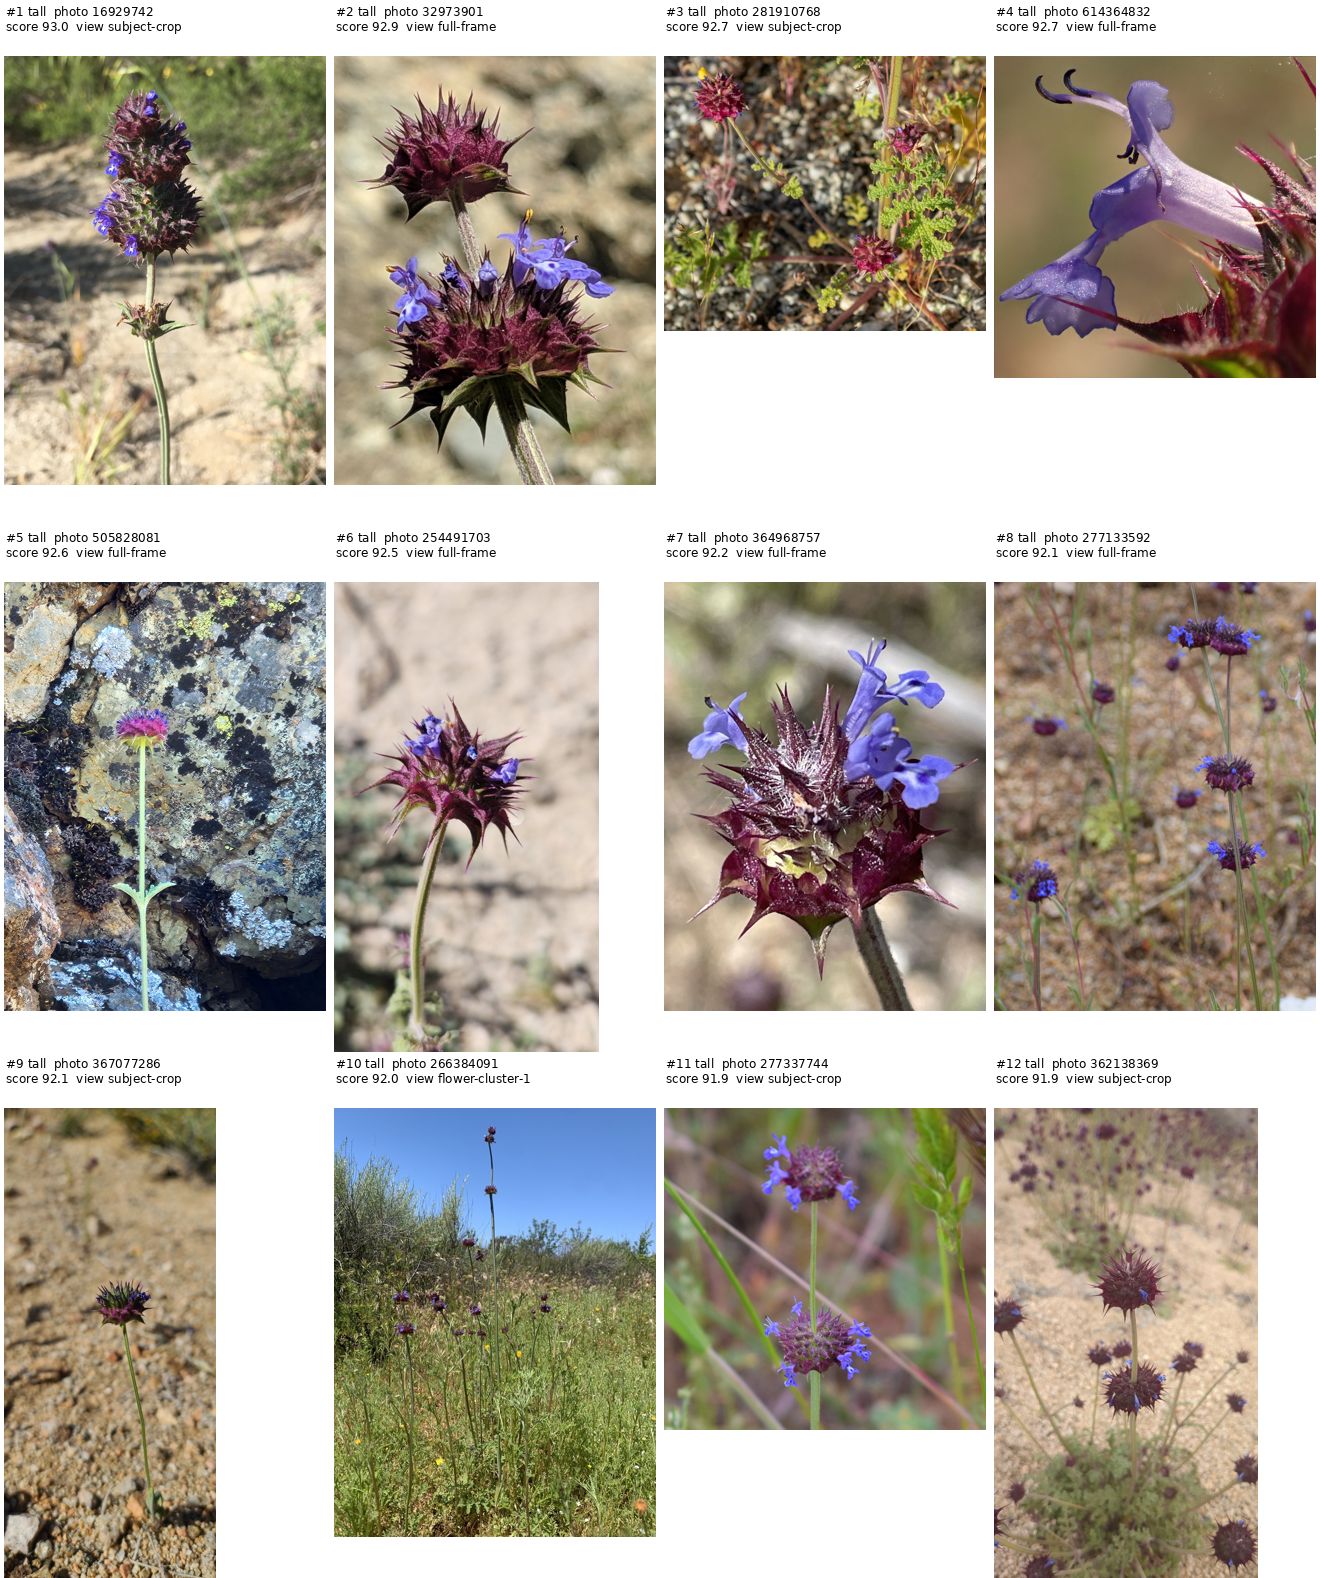 #1 tall  photo 16929742
score 93.0  view subject-crop
#2 tall  photo 32973901
score 92.9  view full-frame
#3 tall  photo 281910768
score 92.7  view subject-crop
#4 tall  photo 614364832
score 92.7  view full-frame
#5 tall  photo 505828081
score 92.6  view full-frame
#6 tall  photo 254491703
score 92.5  view full-frame
#7 tall  photo 364968757
score 92.2  view full-frame
#8 tall  photo 277133592
score 92.1  view full-frame
#9 tall  photo 367077286
score 92.1  view subject-crop
#10 tall  photo 266384091
score 92.0  view flower-cluster-1
#11 tall  photo 277337744
score 91.9  view subject-crop
#12 tall  photo 362138369
score 91.9  view subject-crop